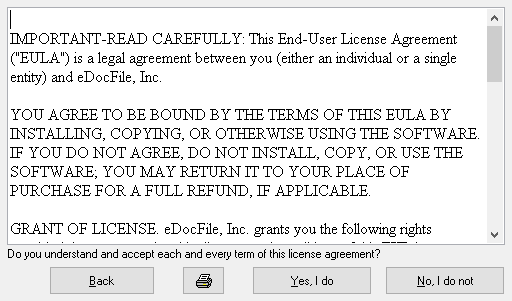 IMPORTANT-READ CAREFULLY: This End-User License Agreement
("EULA") is a legal agreement between you (either an individual or a single
entity) and eDocFile, Inc.
YOU AGREE TO BE BOUND BY THE TERMS OF THIS EULA BY
INSTALLING, COPYING, OR OTHERWISE USING THE SOFTWARE.
IF YOU DO NOT AGREE, DO NOT INSTALL, COPY, OR USE THE
SOFTWARE; YOU MAY RETURN IT TO YOUR PLACE OF
PURCHASE FOR A FULL REFUND, IF APPLICABLE.
GRANT OF LICENSE. eDocFile, Inc. grants you the following rights
Do you understand and accept each and every term of this license agreement?
Back
Yes, I do
No, I do not